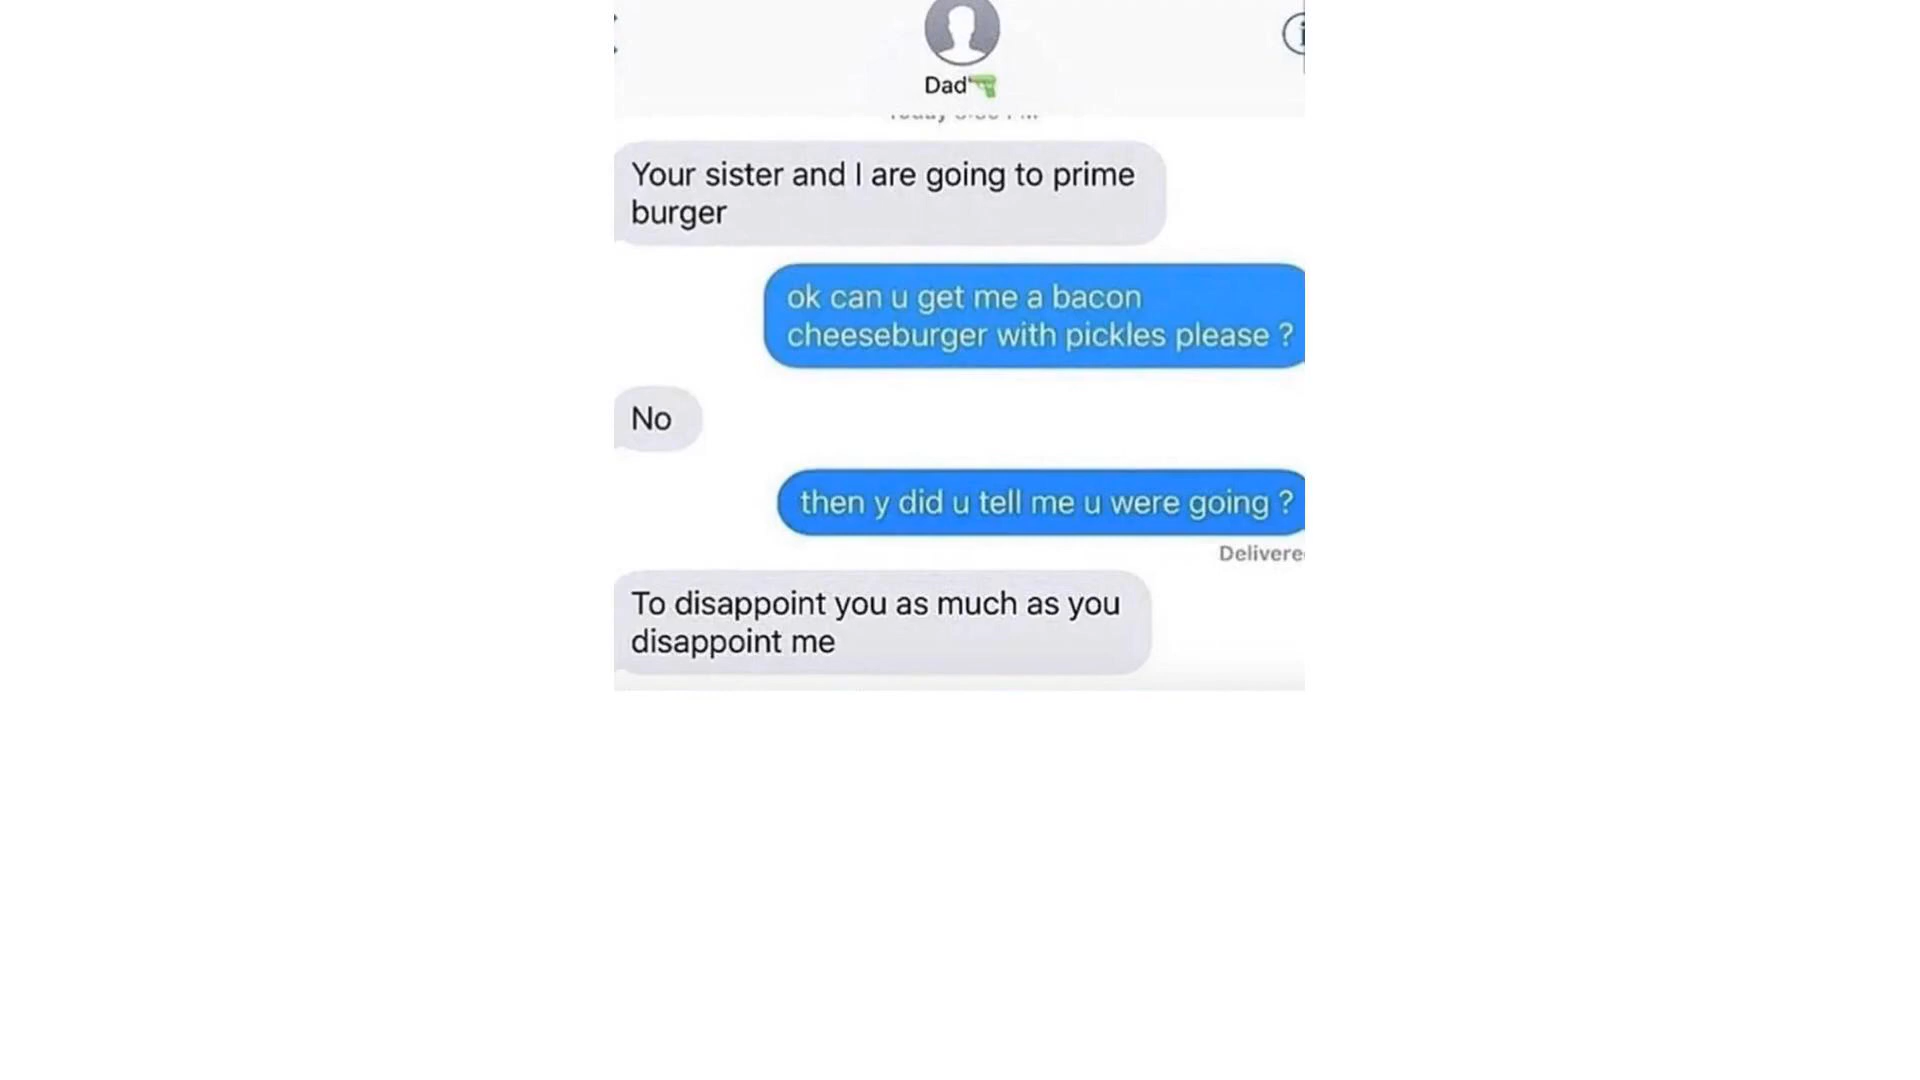 Dad🔫
Your sister and I are going to prime
burger
ok can u get me a bacon
cheeseburger with pickles please ?
No
then y did u tell me u were going ?
Delivere
To disappoint you as much as you
disappoint me